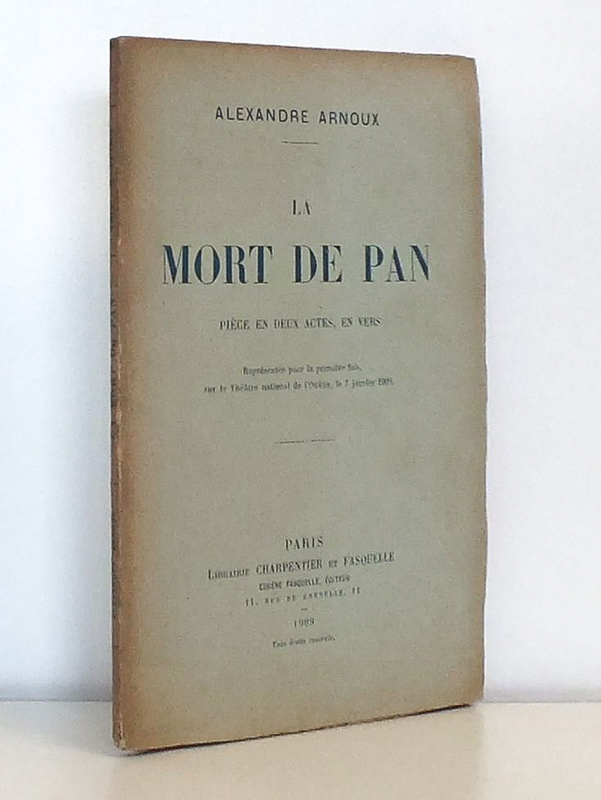 ALEXANDRE ARNOUX
LA
MORT DE PAN
PIÈCE EN DEUX ACTES, EN VERS
Représentée pour la première fois,
sur le Théâtre national de l'Odéon, le 7 janvier 1909.
PARIS
LIBRAIRIE CHARPENTIER ET FASQUELLE
EUGÈNE FASQUELLE, ÉDITEUR
11, RUE DE GRENELLE, 11
1909
Tous droits réservés.